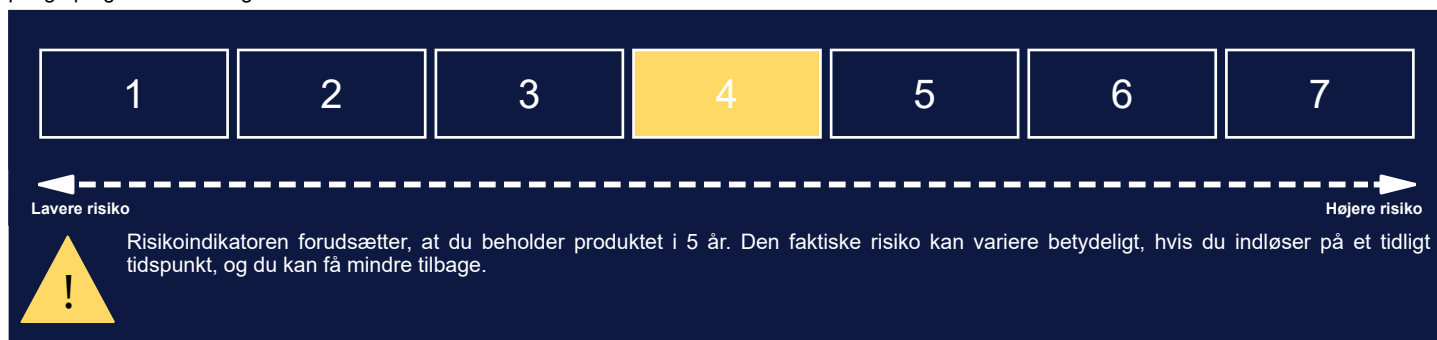 1 2 3 4 5 6 7
Lavere risiko Højere risiko
Risikoindikatoren forudsætter, at du beholder produktet i 5 år. Den faktiske risiko kan variere betydeligt, hvis du indløser på et tidligt
tidspunkt, og du kan få mindre tilbage.
!